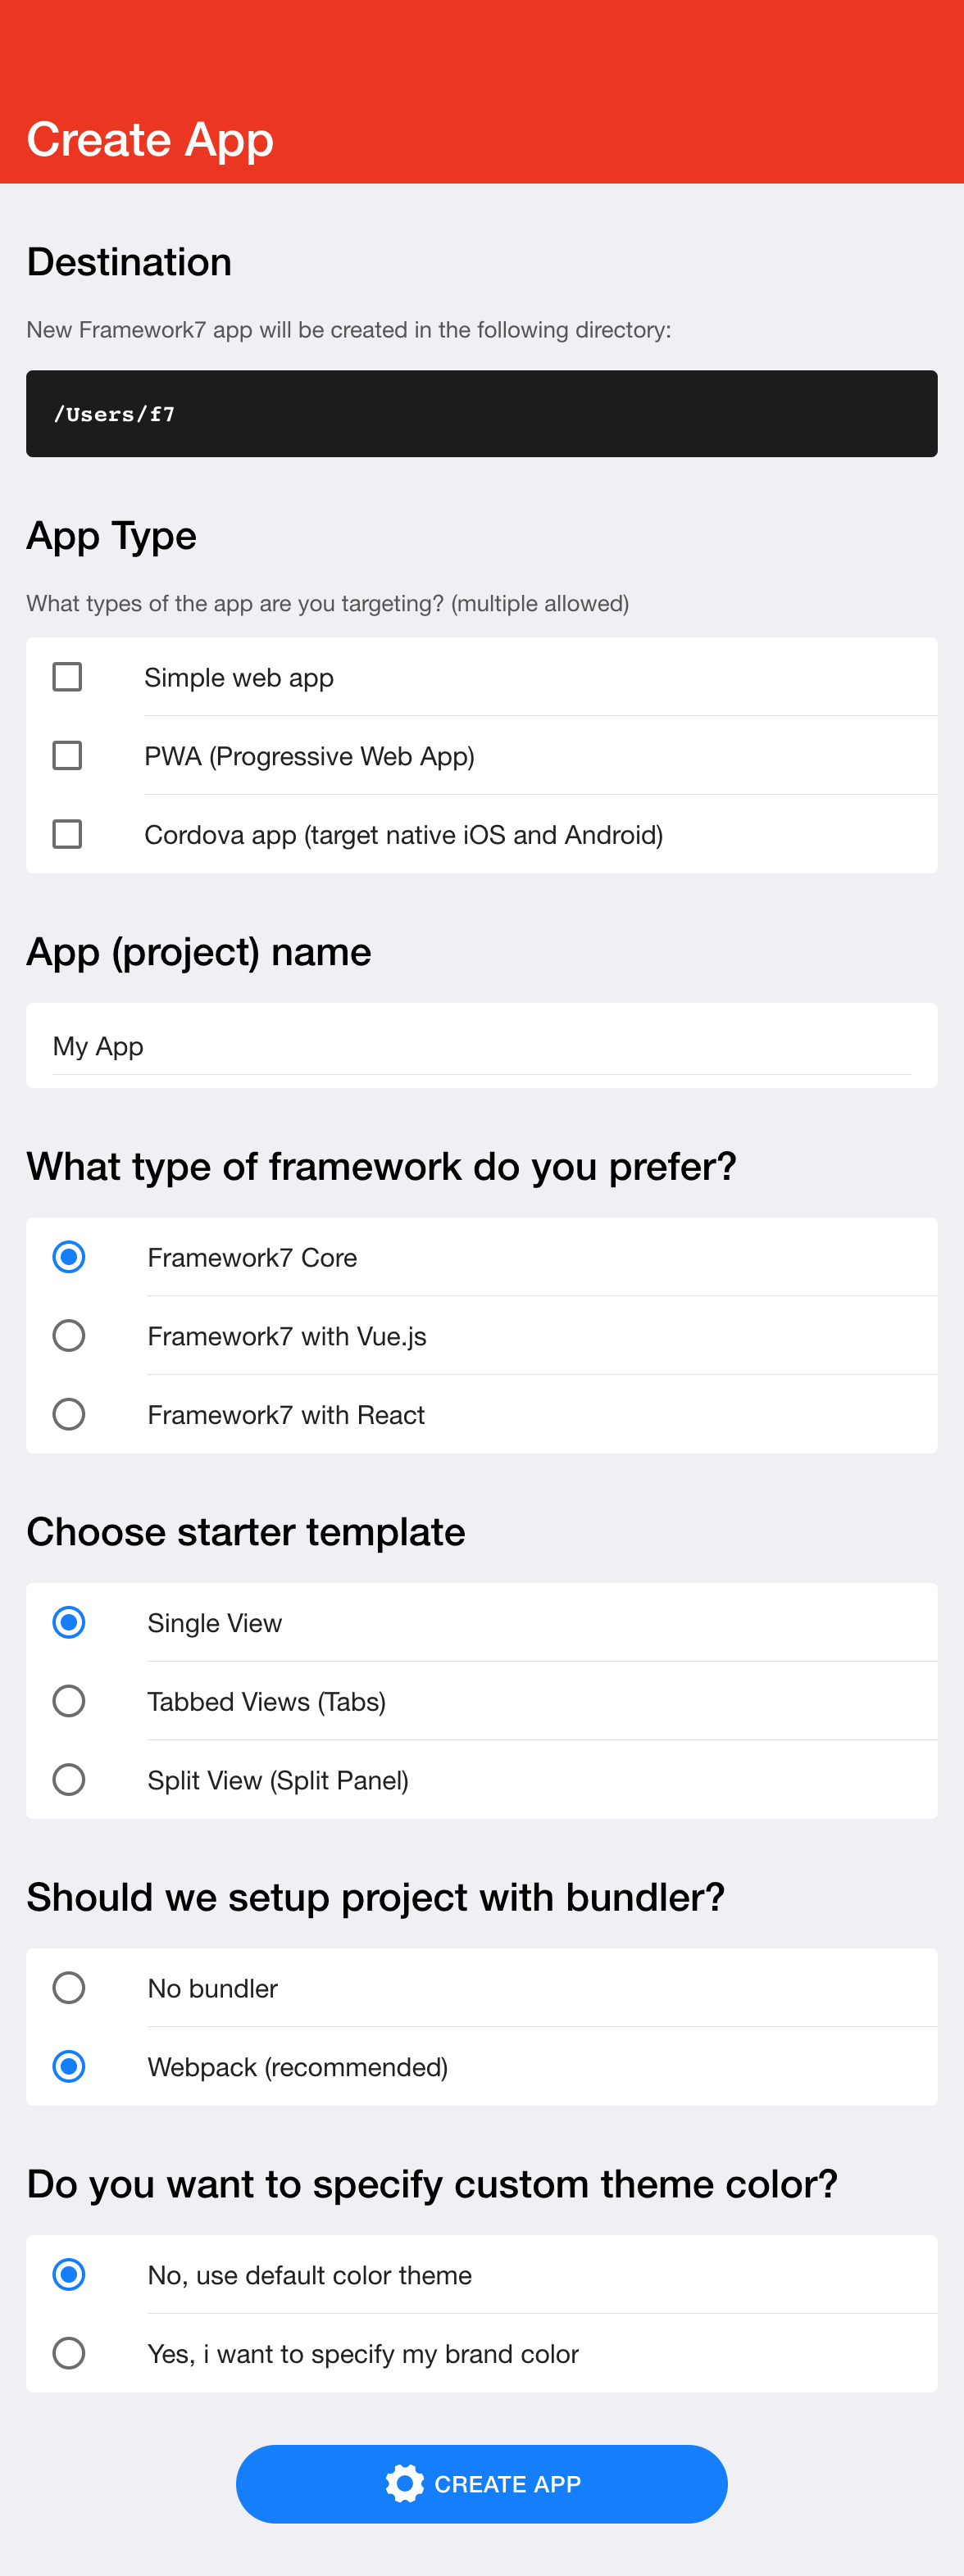 Create App
Destination
New Framework7 app will be created in the following directory:
/Users/f7
App Type
What types of the app are you targeting? (multiple allowed)
Simple web app
PWA (Progressive Web App)
Cordova app (target native iOS and Android)
App (project) name
My App
What type of framework do you prefer?
Framework7 Core
Framework7 with Vue.js
Framework7 with React
Choose starter template
Single View
Tabbed Views (Tabs)
Split View (Split Panel)
Should we setup project with bundler?
No bundler
Webpack (recommended)
Do you want to specify custom theme color?
No, use default color theme
Yes, i want to specify my brand color
CREATE APP